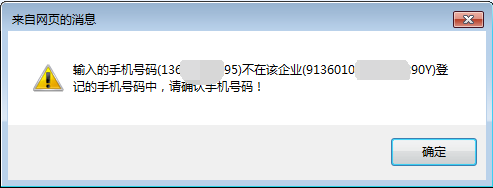 来自网页的消息
输入的手机号码(136 95)不在该企业(9136010 90Y)登
记的手机号码中，请确认手机号码！
确定